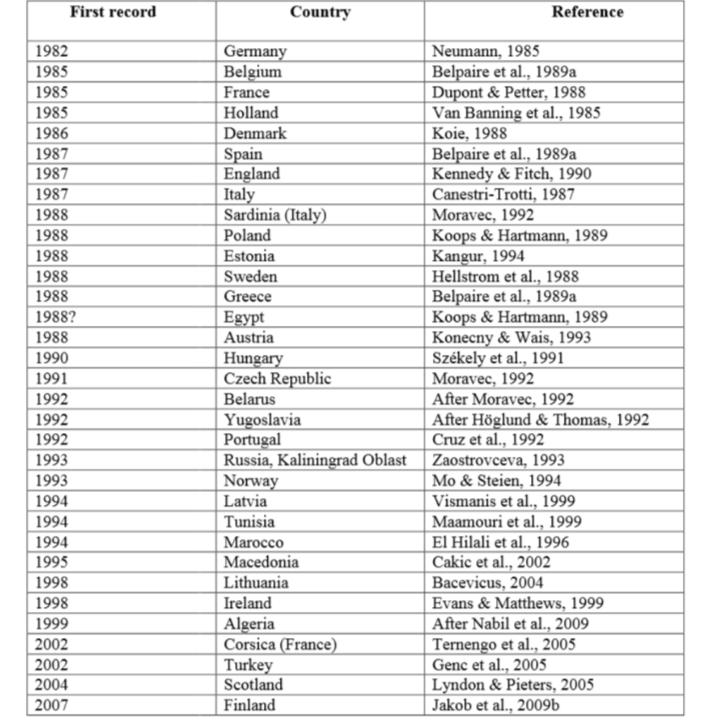 First record Country Reference
1982 Germany Neumann, 1985
1985 Belgium Belpaire et al., 1989a
1985 France Dupont & Petter, 1988
1985 Holland Van Banning et al., 1985
1986 Denmark Koie, 1988
1987 Spain Belpaire et al., 1989a
1987 England Kennedy & Fitch, 1990
1987 Italy Canestri-Trotti, 1987
1988 Sardinia (Italy) Moravec, 1992
1988 Poland Koops & Hartmann, 1989
1988 Estonia Kangur, 1994
1988 Sweden Hellstrom et al., 1988
1988 Greece Belpaire et al., 1989a
1988? Egypt Koops & Hartmann, 1989
1988 Austria Konecny & Wais, 1993
1990 Hungary Székely et al., 1991
1991 Czech Republic Moravec, 1992
1992 Belarus After Moravec, 1992
1992 Yugoslavia After Höglund & Thomas, 1992
1992 Portugal Cruz et al., 1992
1993 Russia, Kaliningrad Oblast Zaostrovceva, 1993
1993 Norway Mo & Steien, 1994
1994 Latvia Vismanis et al., 1999
1994 Tunisia Maamouri et al., 1999
1994 Marocco El Hilali et al., 1996
1995 Macedonia Cakic et al., 2002
1998 Lithuania Bacevicus, 2004
1998 Ireland Evans & Matthews, 1999
1999 Algeria After Nabil et al., 2009
2002 Corsica (France) Ternengo et al., 2005
2002 Turkey Genc et al., 2005
2004 Scotland Lyndon & Pieters, 2005
2007 Finland Jakob et al., 2009b